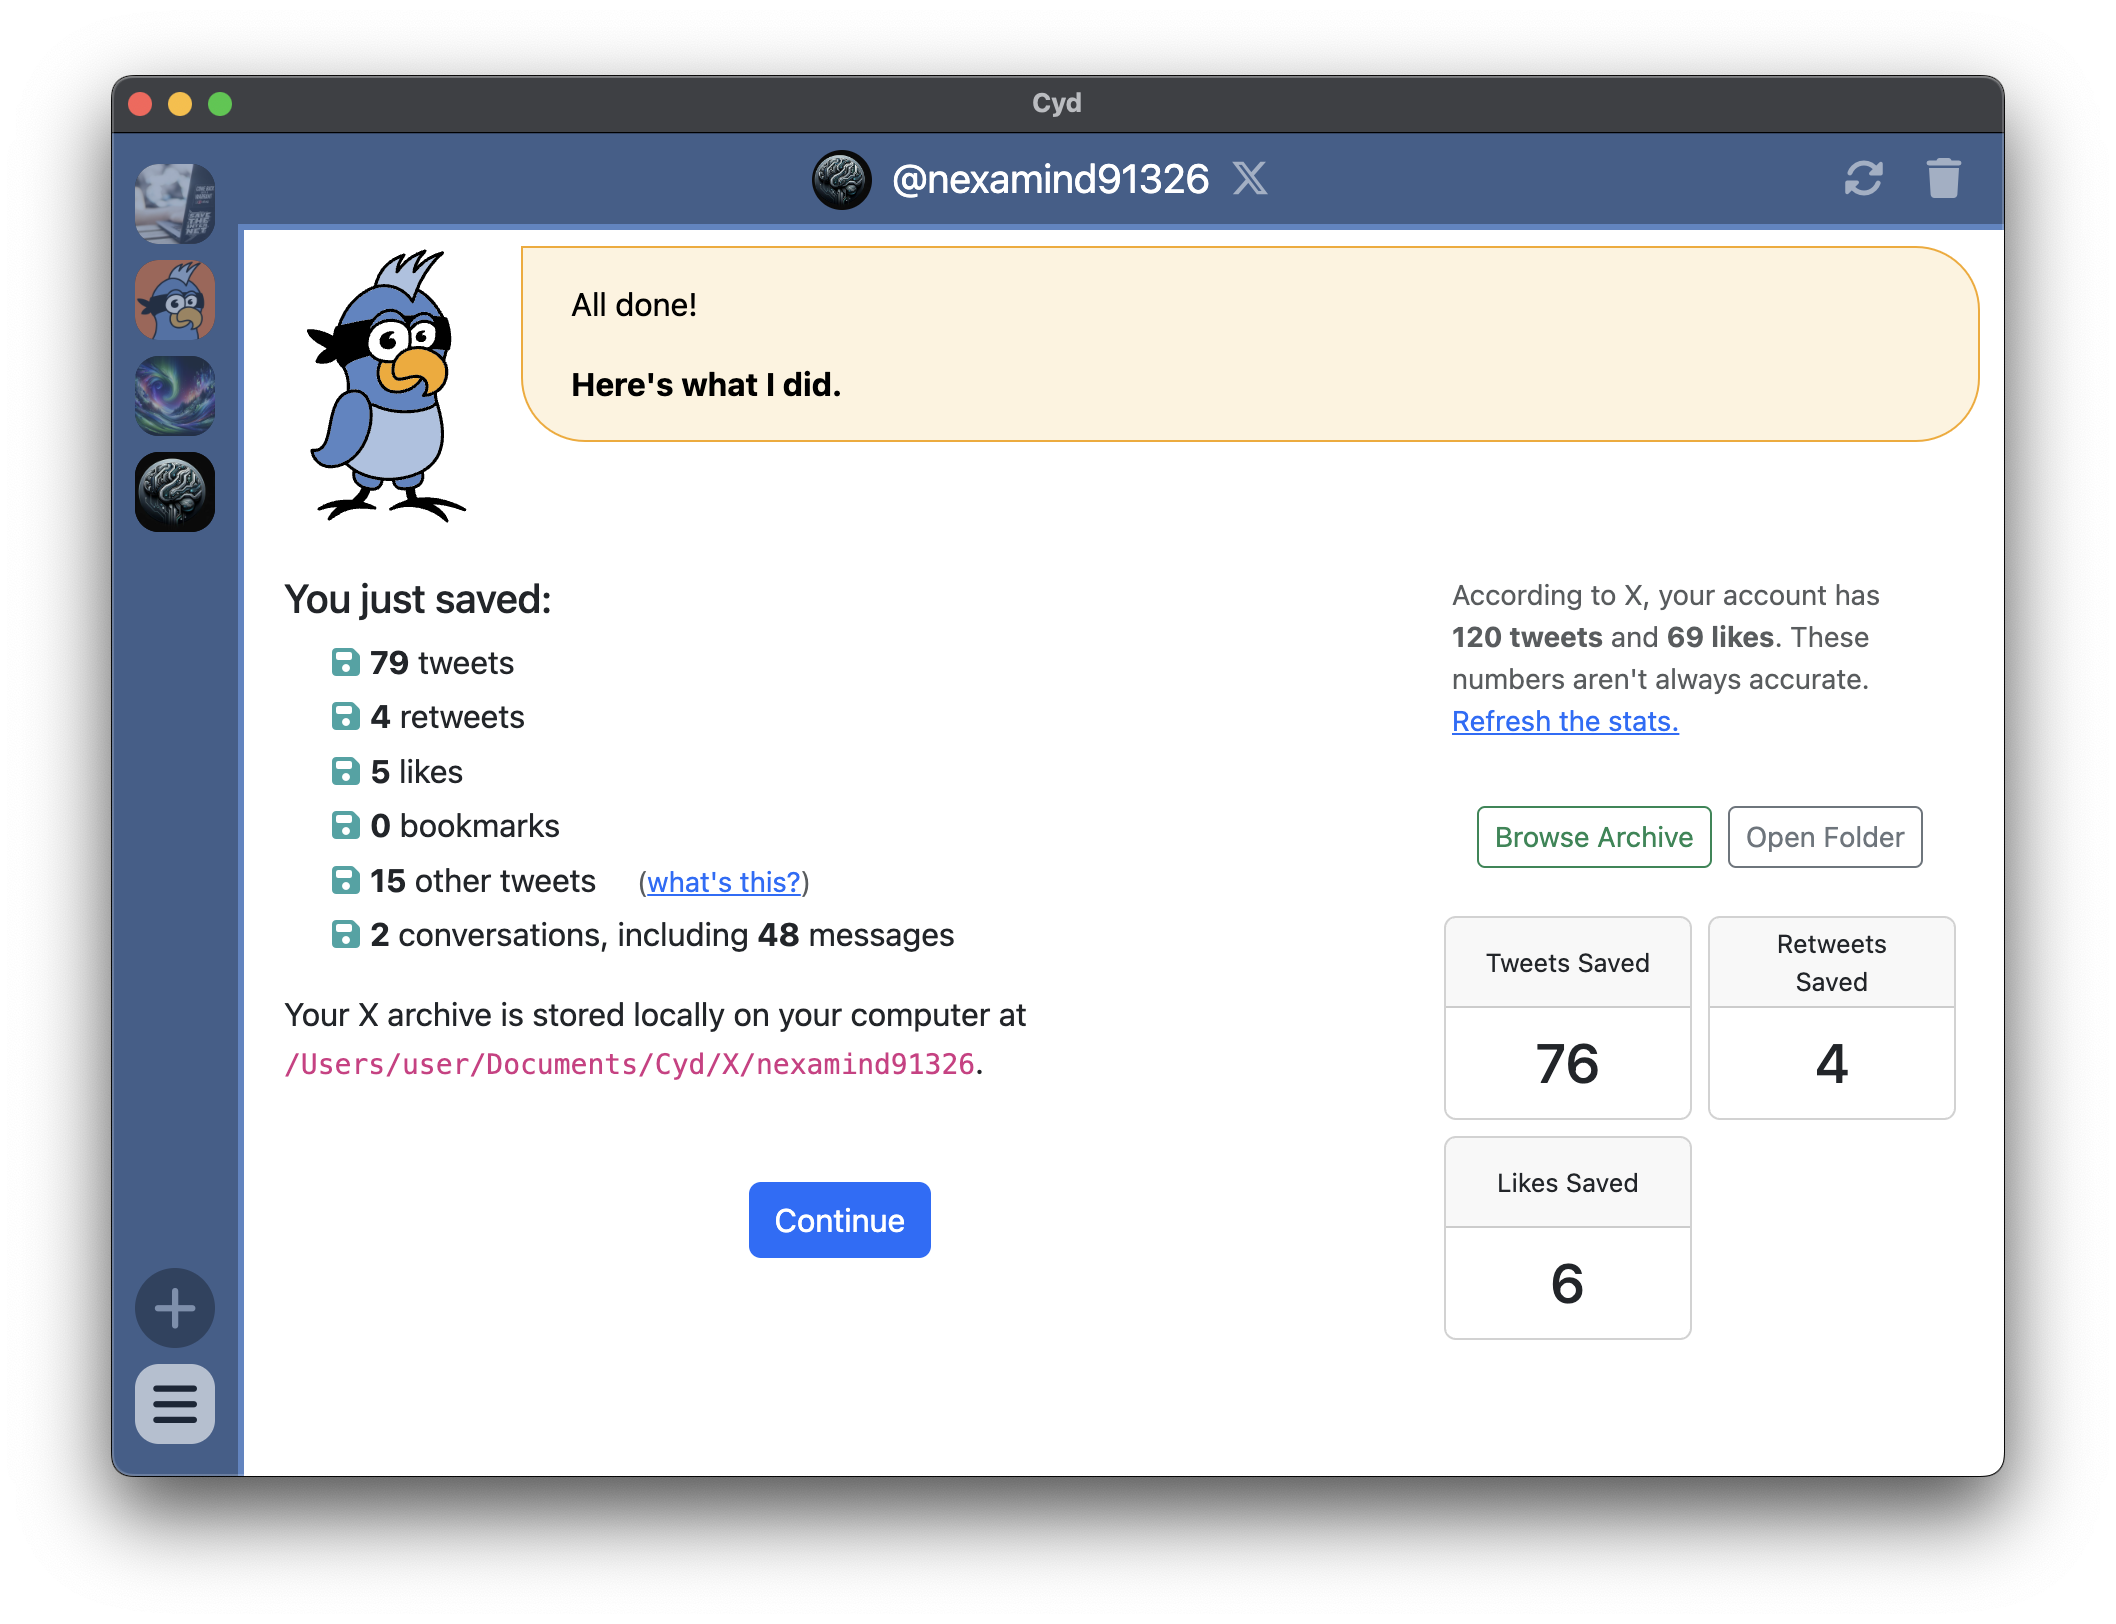 Cyd
@nexamind91326
All done!
Here's what I did.
You just saved:
79 tweets
4 retweets
5 likes
0 bookmarks
15 other tweets (what's this?)
2 conversations, including 48 messages
Your X archive is stored locally on your computer at
/Users/user/Documents/Cyd/X/nexamind91326.
Continue
According to X, your account has
120 tweets and 69 likes. These
numbers aren't always accurate.
Refresh the stats.
Browse Archive
Open Folder
Tweets Saved
76
Retweets
Saved
4
Likes Saved
6